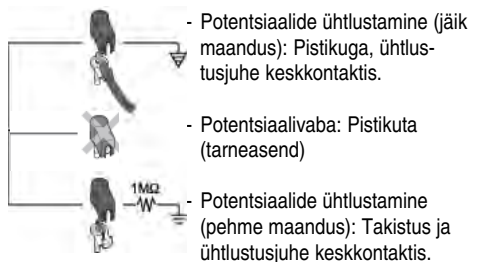 - Potentsiaalide ühtlustamine (jäik
maandus): Pistikuga, ühtlus-
tusjuhe keskkontaktis.
- Potentsiaalivaba: Pistikuta
(tarneasend)
1MΩ
- Potentsiaalide ühtlustamine
(pehme maandus): Takistus ja
ühtlustusjuhe keskkontaktis.